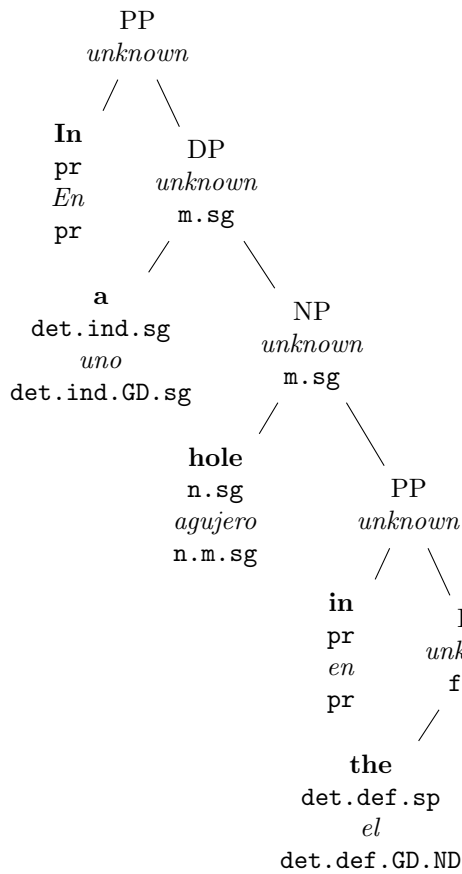 PP
unknown
In
pr
En
pr
DP
unknown
m.sg
a
det.ind.sg
uno
det.ind.GD.sg
NP
unknown
m.sg
hole
n.sg
agujero
n.m.sg
PP
unknown
in
pr
en
pr
f
the
det.def.sp
el
det.def.GD.ND